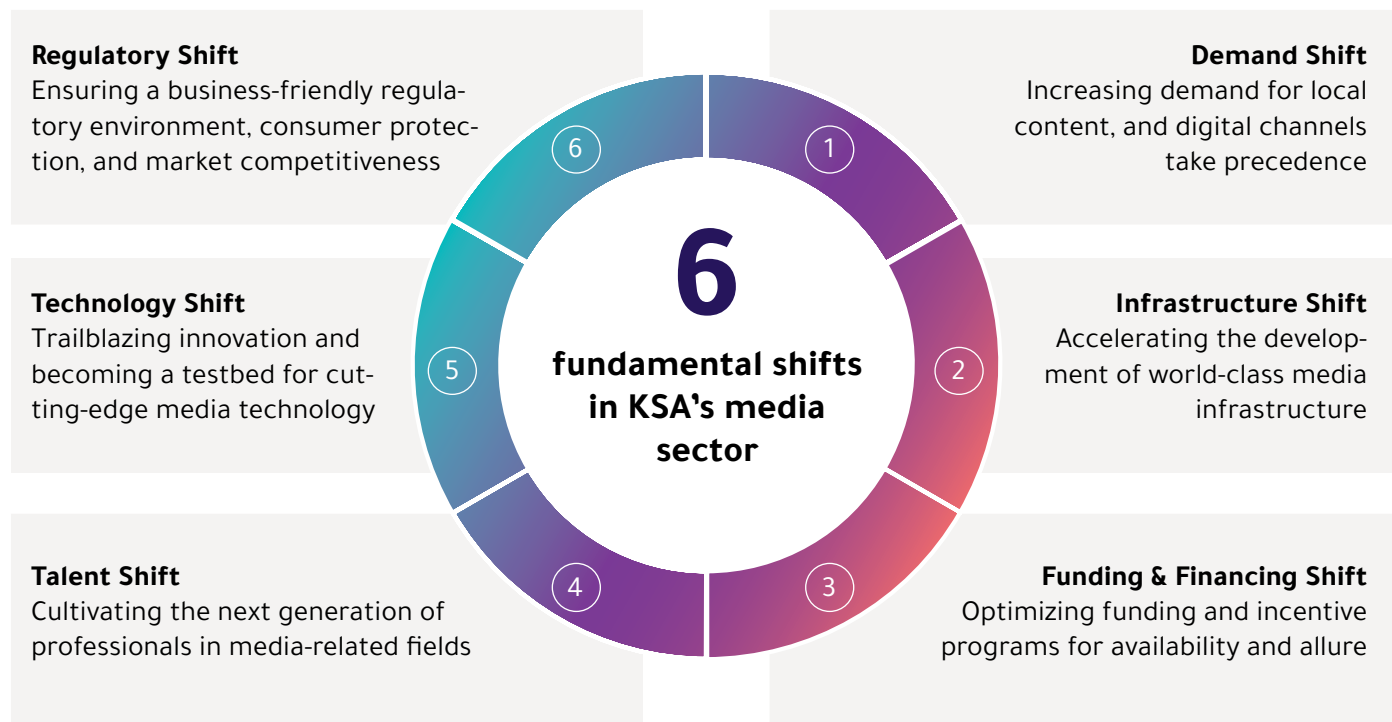 6
fundamental shifts
in KSA's media
sector
1
Demand Shift
Increasing demand for local
content, and digital channels
take precedence
2
Infrastructure Shift
Accelerating the develop-
ment of world-class media
infrastructure
3
Funding & Financing Shift
Optimizing funding and incentive
programs for availability and allure
4
Talent Shift
Cultivating the next generation of
professionals in media-related fields
5
Technology Shift
Trailblazing innovation and
becoming a testbed for cut-
ting-edge media technology
6
Regulatory Shift
Ensuring a business-friendly regula-
tory environment, consumer protec-
tion, and market competitiveness